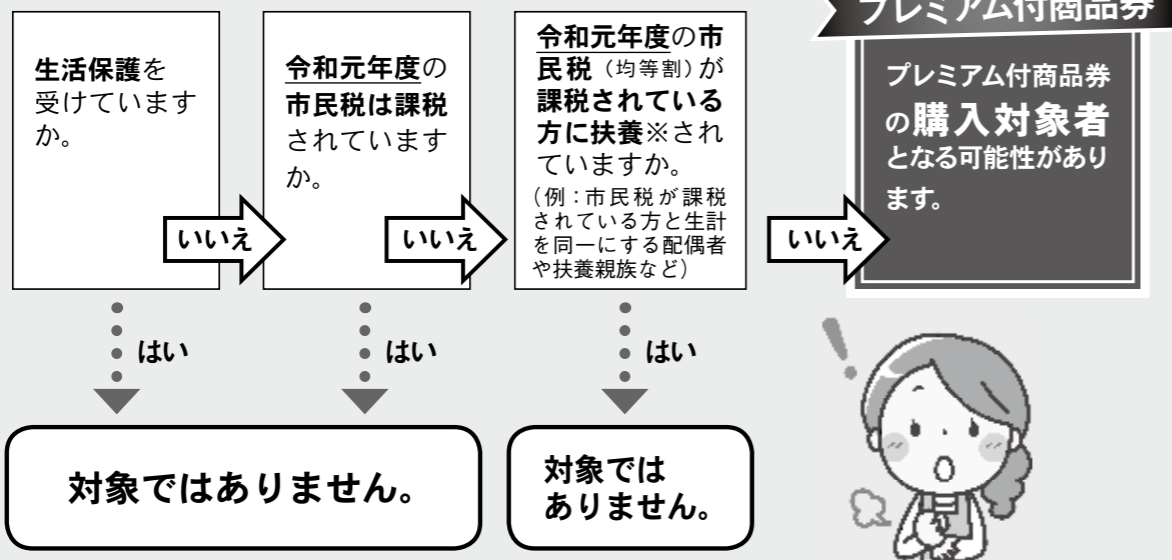 生活保護を
受けています
か。
いいえ
はい
令和元年度の
市民税は課税
されています
か。
いいえ
はい
対象ではありません。
令和元年度の市
民税（均等割）が
課税されている
方に扶養※され
ていますか。
（例：市民税が課税
されている方と生計
を同一にする配偶者
や扶養親族など）
いいえ
はい
対象では
ありません。
プレミアム付商品券
プレミアム付商品券
の購入対象者
となる可能性があり
ます。